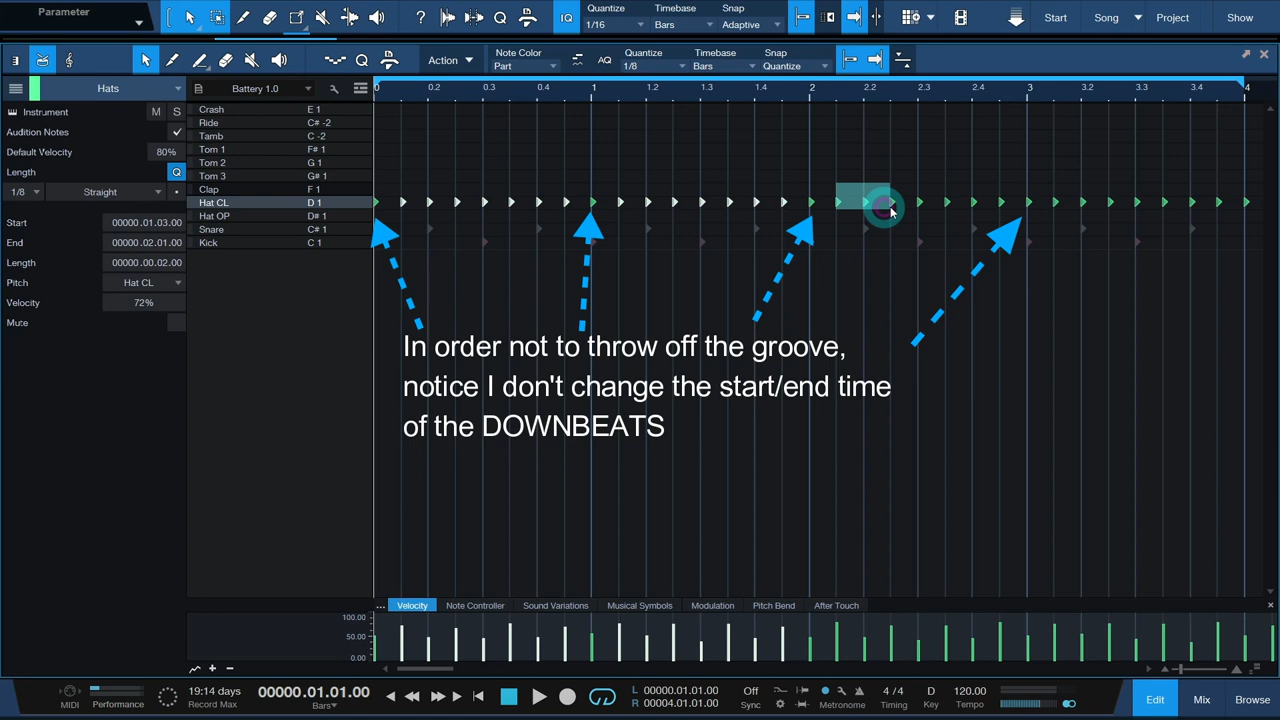 Parameter
IQ
Quantize
1/16
Timebase
Bars
Snap
Adaptive
Start
Song
Project
Show
Action
Note Color
Part
AQ
Quantize
1/8
Timebase
Bars
Snap
Quantize
Hats
Battery 1.0
0 0.2 0.3 0.4 1 1.2 1.3 1.4 2 2.2 2.3 2.4 3 3.2 3.3 3.4 4
Instrument M S
Audition Notes
Default Velocity 80%
Length Q
1/8 Straight
Start 00000.01.03.00
End 00000.02.01.00
Length 00000.00.02.00
Pitch Hat CL
Velocity 72%
Mute
Crash E 1
Ride C# -2
Tamb C -2
Tom 1 F# 1
Tom 2 G 1
Tom 3 G# 1
Clap F 1
Hat CL D 1
Hat OP D# 1
Snare C# 1
Kick C 1
In order not to throw off the groove,
notice I don't change the start/end time
of the DOWNBEATS
... Velocity Note Controller Sound Variations Musical Symbols Modulation Pitch Bend After Touch
100.00
50.00
0.00
MIDI
Performance
19:14 days
Record Max
00000.01.01.00
Bars
L 00000.01.01.00
R 00004.01.01.00
Off
Sync
Metronome
4 / 4
Timing
D
Key
120.00
Tempo
Edit
Mix
Browse